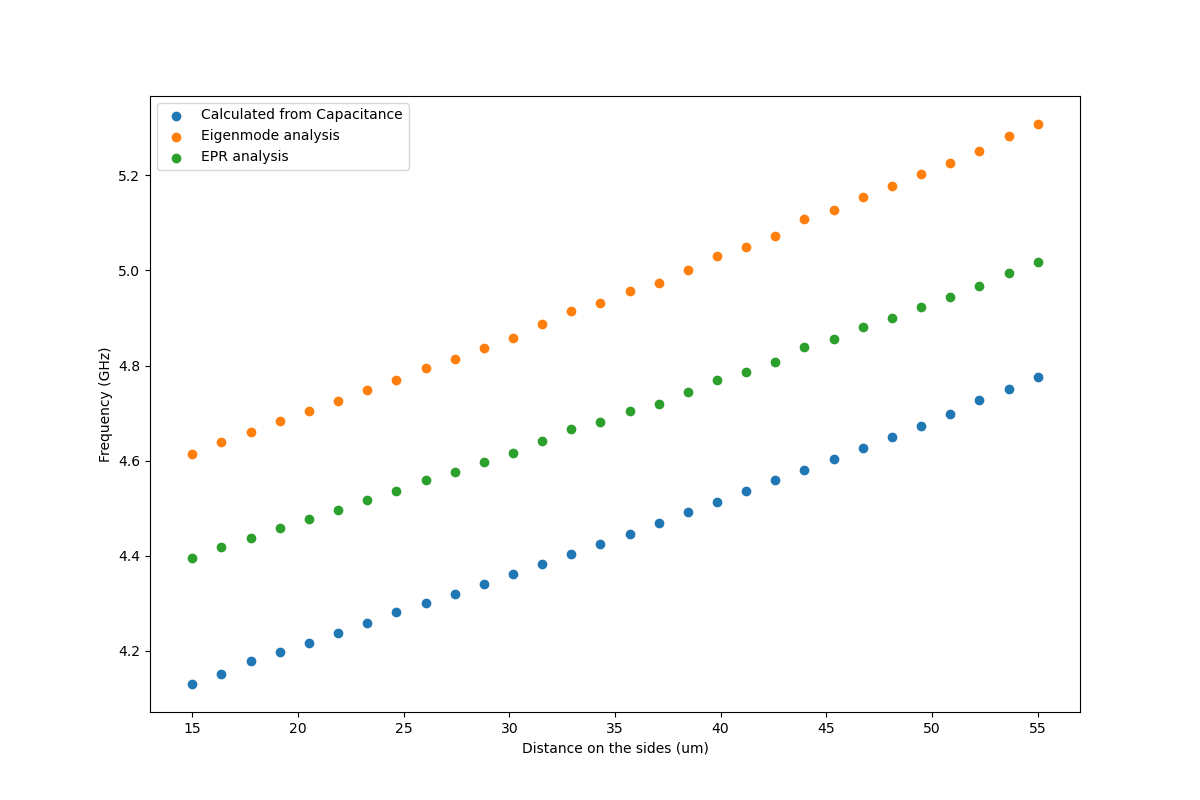 Calculated from Capacitance
Eigenmode analysis
EPR analysis
5.2
5.0
4.8
4.6
4.4
4.2
Frequency (GHz)
15 20 25 30 35 40 45 50 55
Distance on the sides (um)